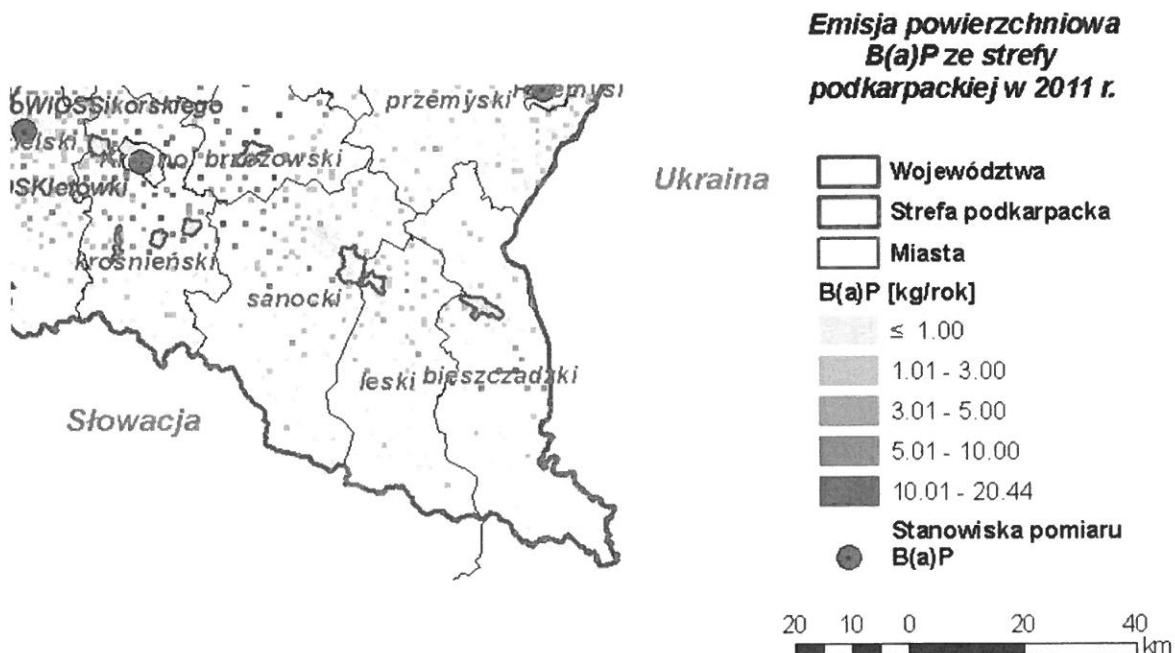 Emisja powierzchniowa
B(a)P ze strefy
podkarpackiej w 2011 r.
przemyski
brzozowski
krośnieński
sanocki
leski bieszczadzki
Ukraina
Słowacja
Województwa
Strefa podkarpacka
Miasta
B(a)P [kg/rok]
≤ 1.00
1.01 - 3.00
3.01 - 5.00
5.01 - 10.00
10.01 - 20.44
Stanowiska pomiaru
B(a)P
20 10 0 20 40
km